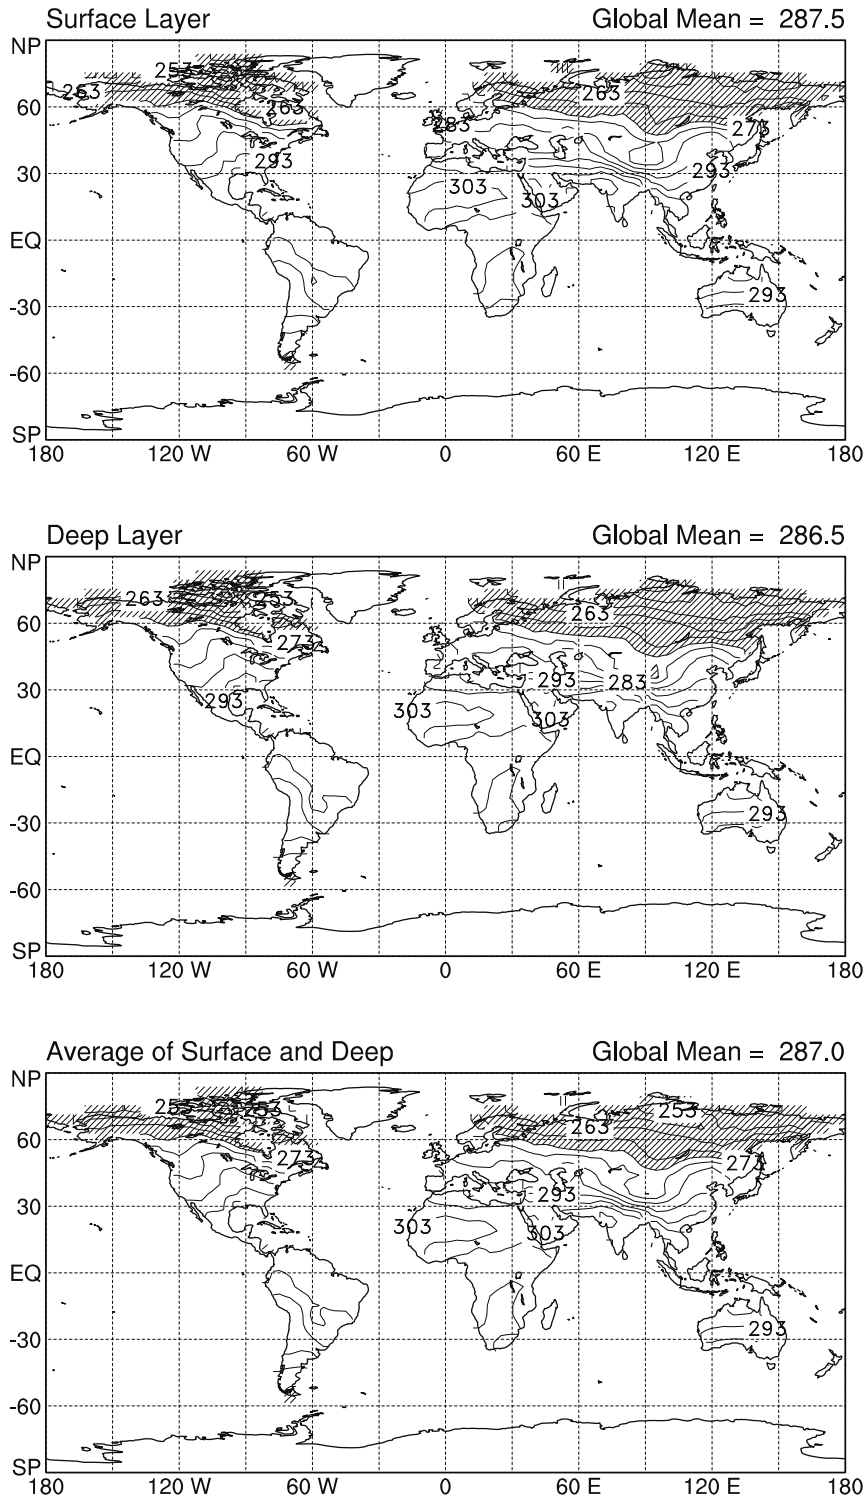 Surface Layer Global Mean = 287.5
NP
253
263 263
60 263
283 273
293 293
30
303 303
EQ
293
-30
-60
SP
180 120 W 60 W 0 60 E 120 E 180
Deep Layer Global Mean = 286.5
NP
263 253
263
60
273
293 283
30
293
303 303
EQ
293
-30
-60
SP
180 120 W 60 W 0 60 E 120 E 180
Average of Surface and Deep Global Mean = 287.0
NP
253 253 253
263
60
273 273
293
30
303 303
EQ
293
-30
-60
SP
180 120 W 60 W 0 60 E 120 E 180